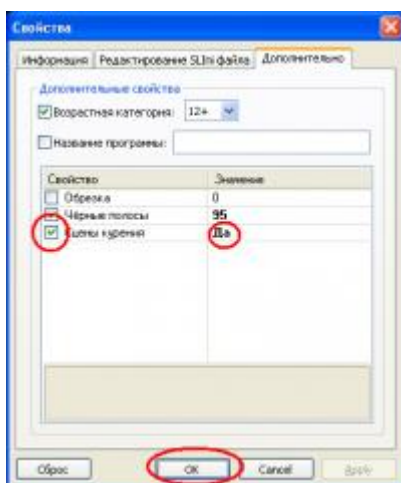 Свойства
Информация Редактирование SLIni файла Дополнительно
Дополнительные свойства
Возрастная категория: 12+
Название программы:
Свойство Значение
Обрезка 0
Чёрные полосы 95
Сцены курения Да
Сброс OK Cancel Apply